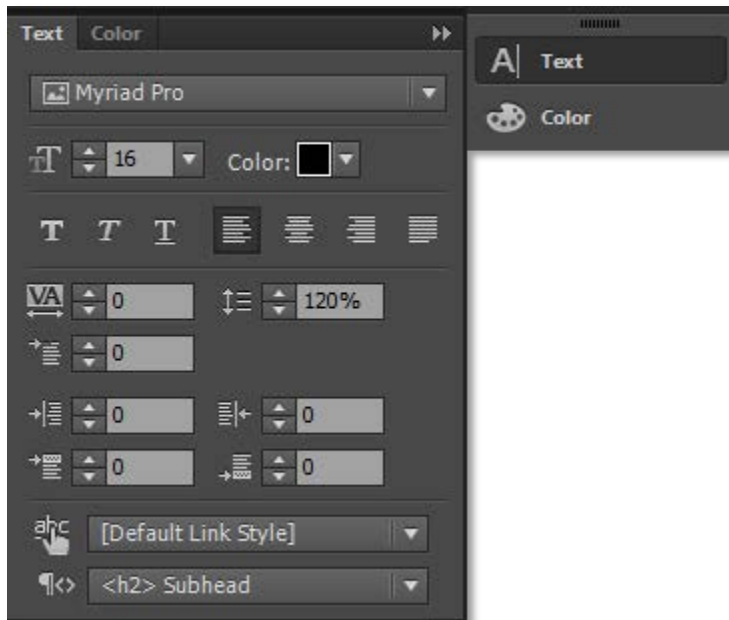 Text Color
Text
Color
Myriad Pro
16 Color:
0 120%
0
0 0
0 0
[Default Link Style]
<h2> Subhead